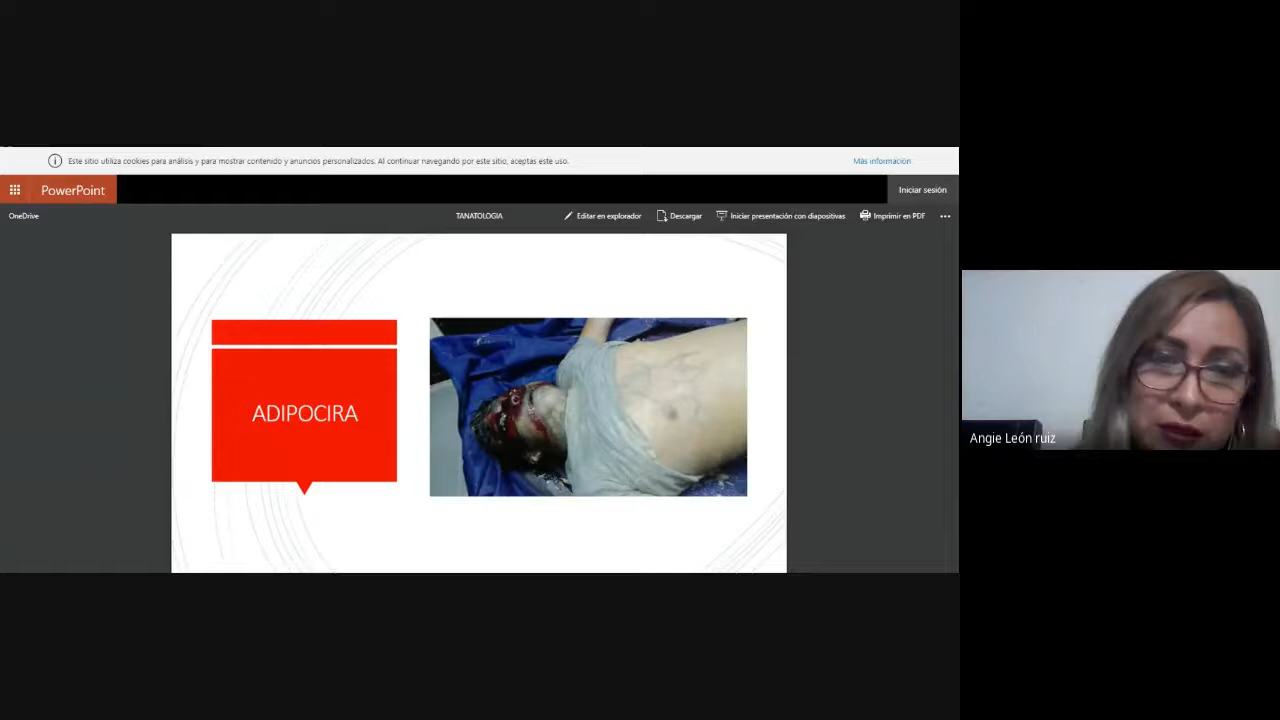 Este sitio utiliza cookies para análisis y para mostrar contenido y anuncios personalizados. Al continuar navegando por este sitio, aceptas este uso.
Más información
PowerPoint
Iniciar sesión
OneDrive
TANATOLOGIA
Editar en explorador
Descargar
Iniciar presentación con diapositivas
Imprimir en PDF
ADIPOCIRA
Angie León ruiz